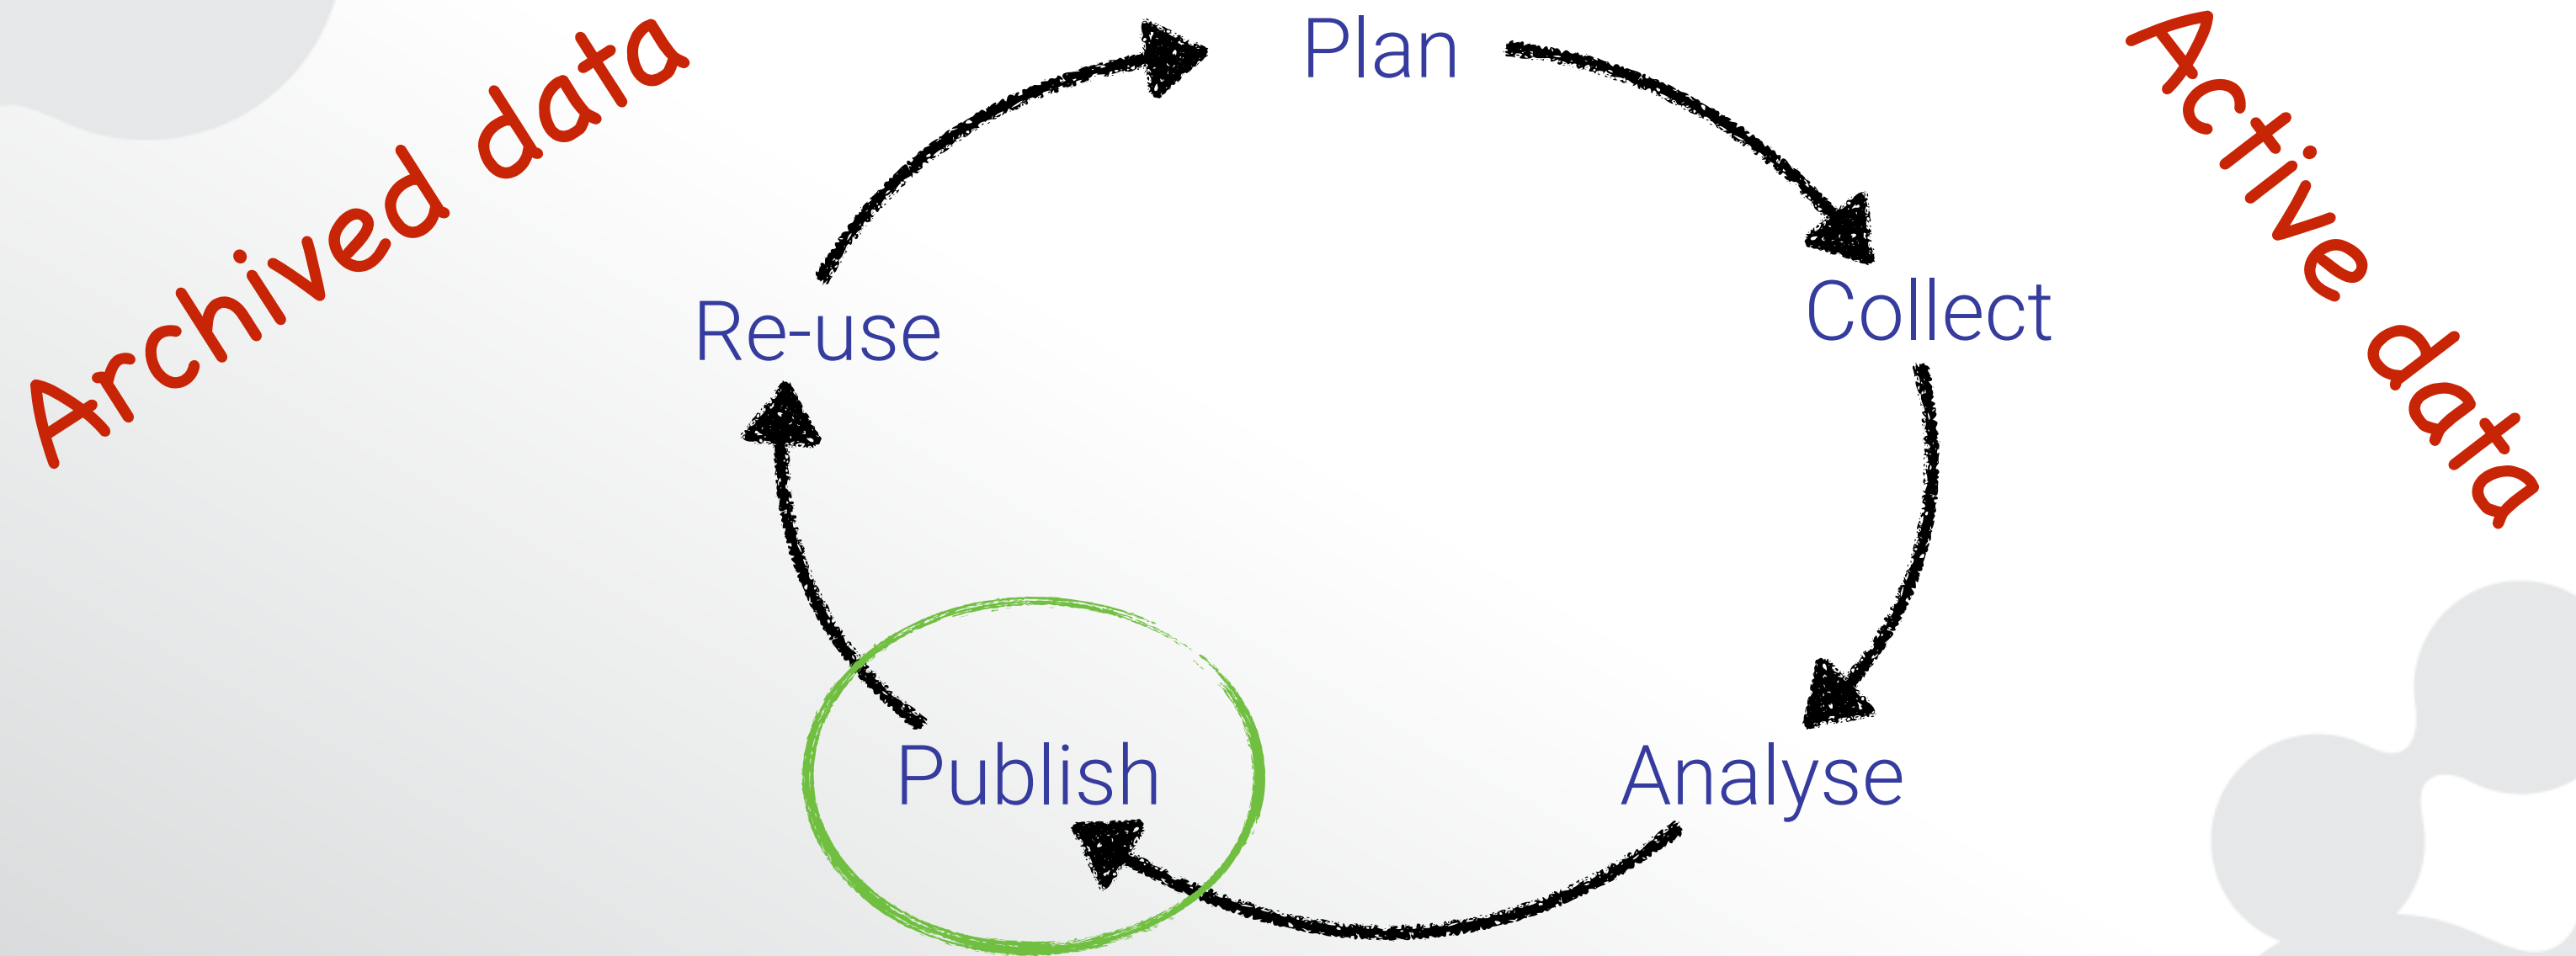 Archived data
Plan
Active data
Collect
Re-use
Analyse
Publish